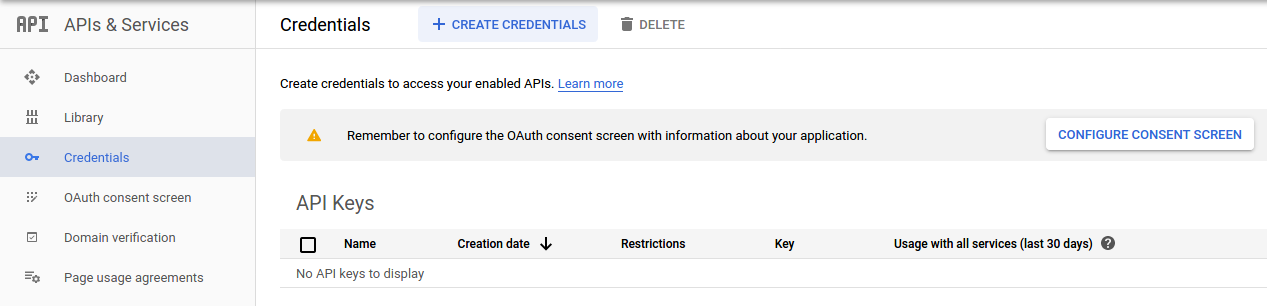 API APIs & Services
Credentials
CREATE CREDENTIALS
DELETE
Dashboard
Library
Credentials
OAuth consent screen
Domain verification
Page usage agreements
Create credentials to access your enabled APIs. Learn more
Remember to configure the OAuth consent screen with information about your application.
CONFIGURE CONSENT SCREEN
API Keys
Name Creation date Restrictions Key Usage with all services (last 30 days) ?
No API keys to display